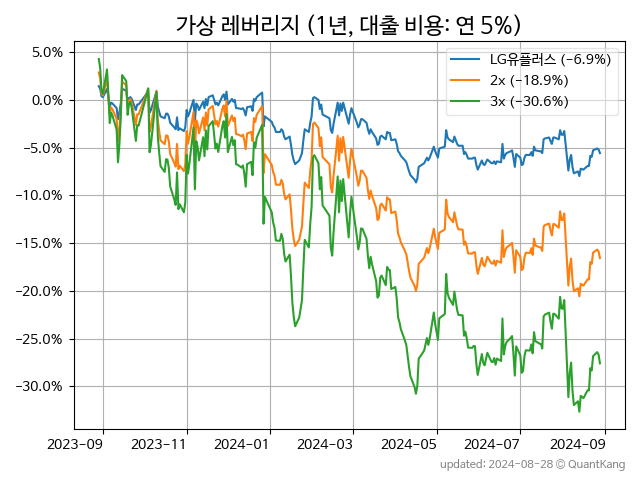 가상 레버리지 (1년, 대출 비용: 연 5%)
5.0%
0.0%
−5.0%
−10.0%
−15.0%
−20.0%
−25.0%
−30.0%
LG유플러스 (−6.9%)
2x (−18.9%)
3x (−30.6%)
2023-09 2023-11 2024-01 2024-03 2024-05 2024-07 2024-09
updated: 2024-08-28 © QuantKang